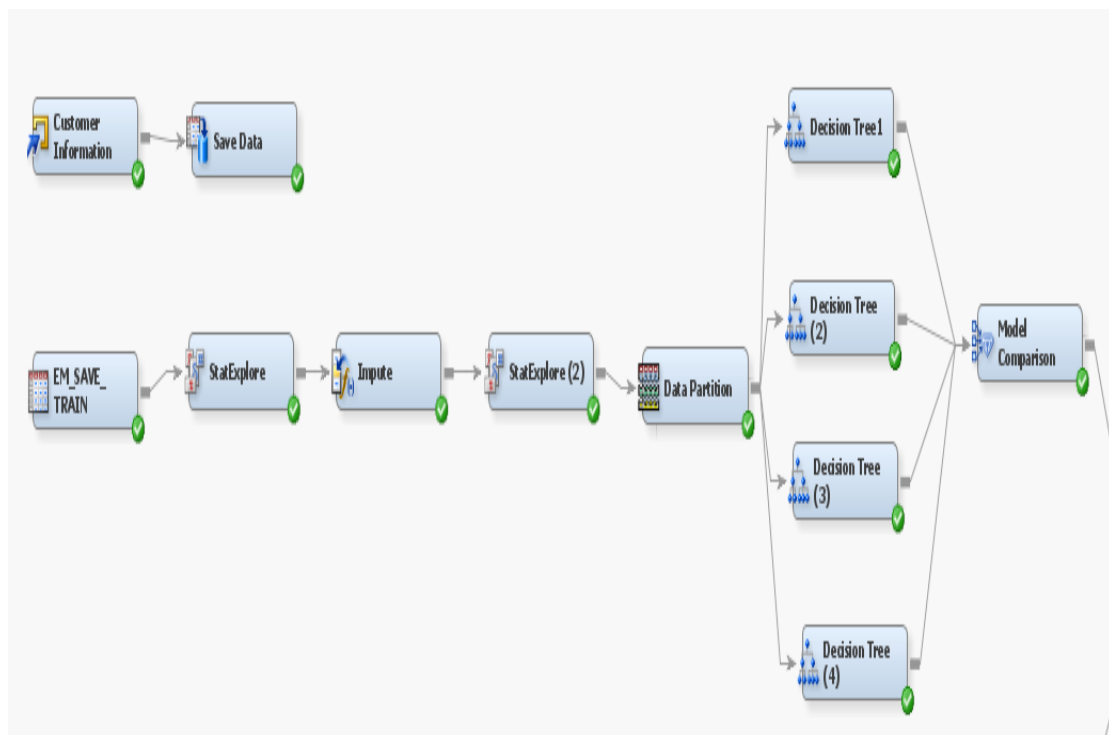 Customer
Information
Save Data
EM_SAVE_
TRAIN
StatExplore
Impute
StatExplore (2)
Data Partition
Decision Tree1
Decision Tree
(2)
Decision Tree
(3)
Decision Tree
(4)
Model
Comparison